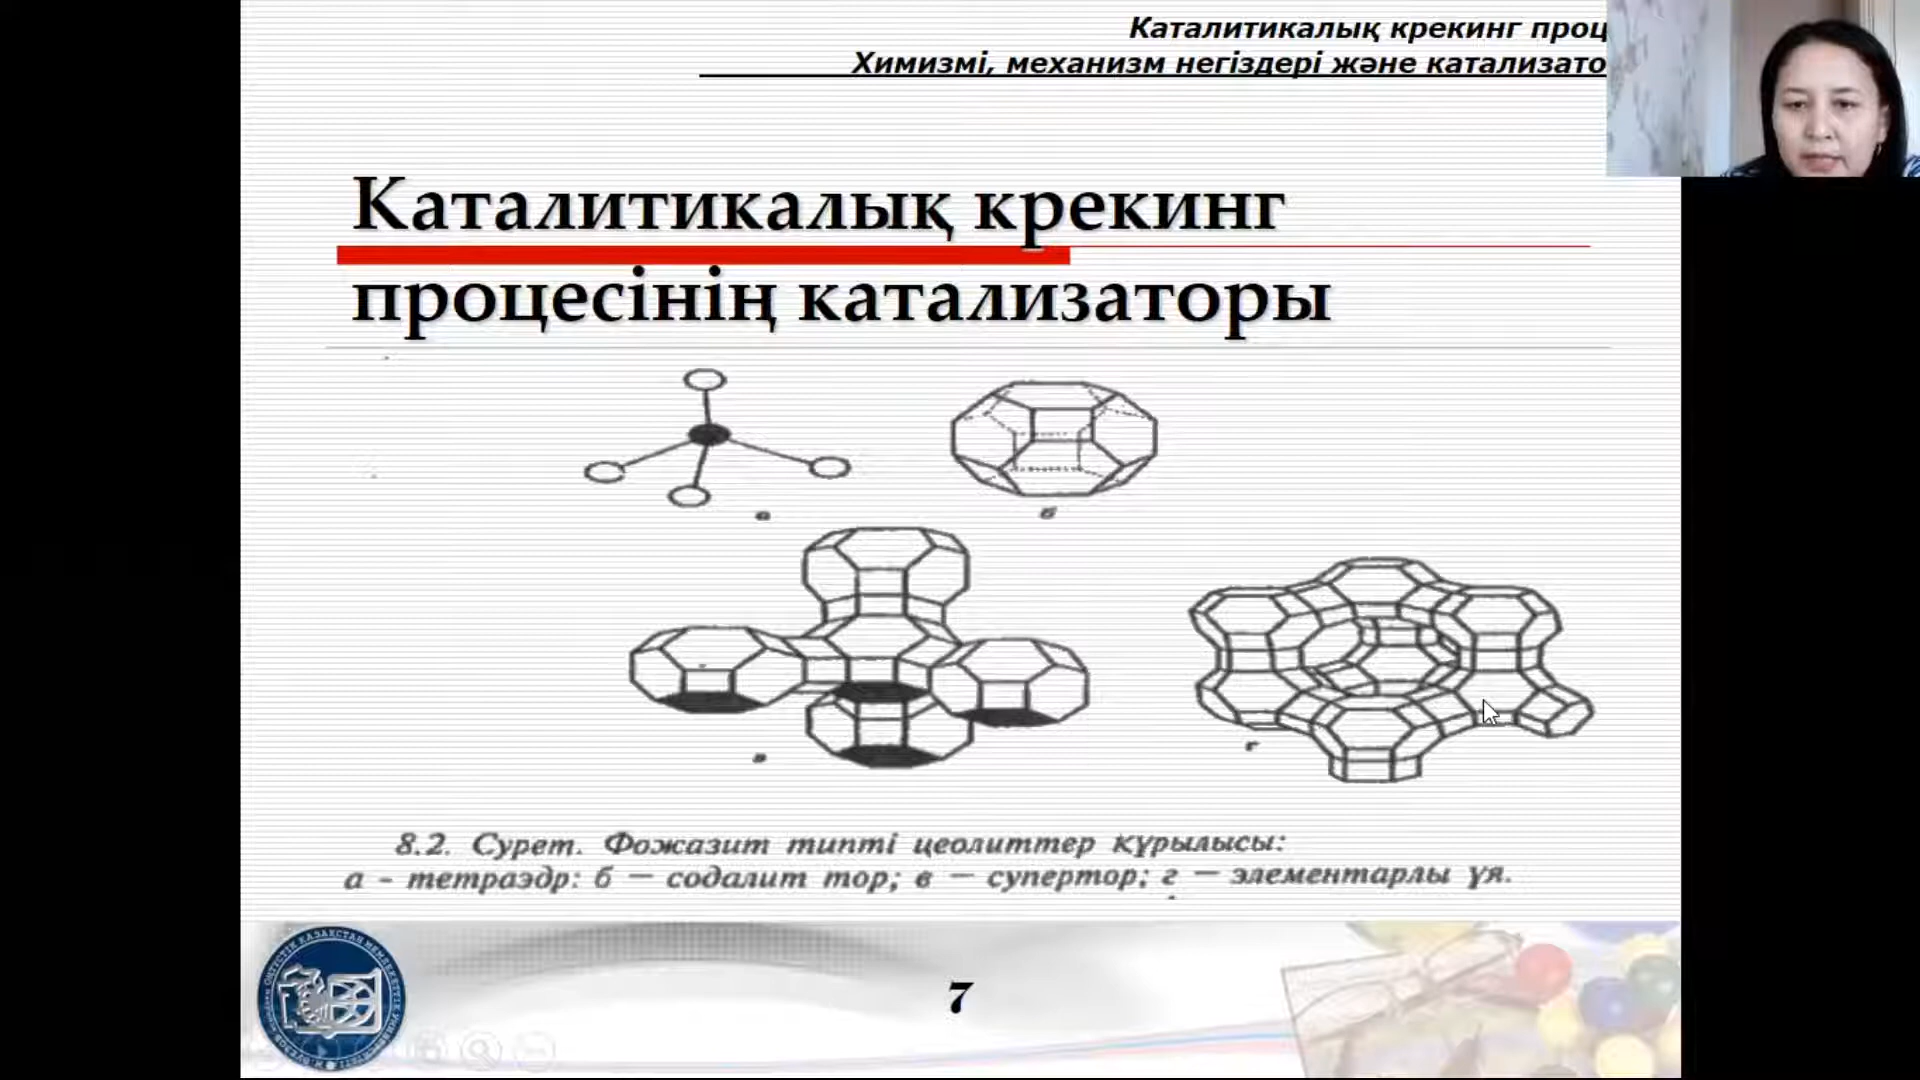 Каталитикалық крекинг проц
Химизмі, механизм негіздері және катализато
Каталитикалық крекинг
процесінің катализаторы
а
б
в
г
8.2. Сурет. Фожазит типті цеолиттер құрылысы:
а - тетраэдр: б — содалит тор; в — супертор; г — элементарлы ұя.
7